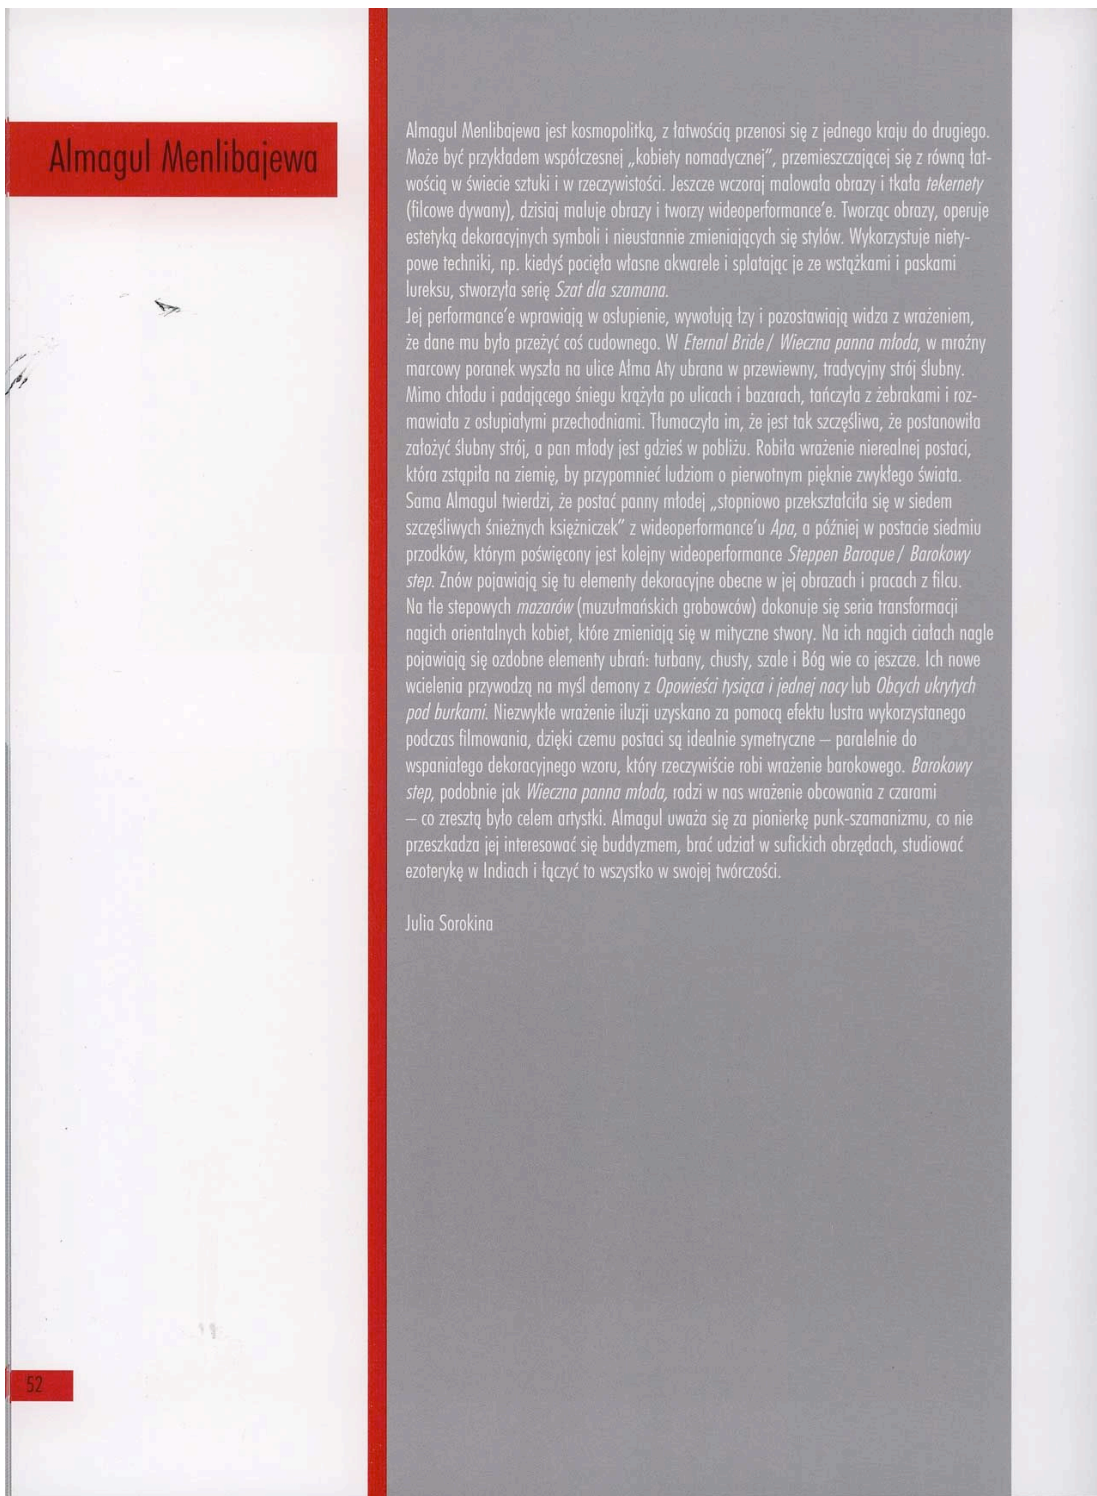 Almagul Menlibajewa
Almagul Menlibajewa jest kosmopolitką, z łatwością przenosi się z jednego kraju do drugiego.
Może być przykładem współczesnej „kobiety nomadycznej”, przemieszczającej się z równą łat-
wością w świecie sztuki i w rzeczywistości. Jeszcze wczoraj malowała obrazy i tkała tekernety
(filcowe dywany), dzisiaj maluje obrazy i tworzy wideoperformance’e. Tworząc obrazy, operuje
estetyką dekoracyjnych symboli i nieustannie zmieniających się stylów. Wykorzystuje niety-
powe techniki, np. kiedyś pocięła własne akwarele i splatając je ze wstążkami i paskami
lureksu, stworzyła serię Szat dla szamana.
Jej performance’e wprawiają w osłupienie, wywołują łzy i pozostawiają widza z wrażeniem,
że dane mu było przeżyć coś cudownego. W Eternal Bride / Wieczna panna młoda, w mroźny
marcowy poranek wyszła na ulice Ałma Aty ubrana w przewiewny, tradycyjny strój ślubny.
Mimo chłodu i padającego śniegu krążyła po ulicach i bazarach, tańczyła z żebrakami i roz-
mawiała z osłupiałymi przechodniami. Tłumaczyła im, że jest tak szczęśliwa, że postanowiła
założyć ślubny strój, a pan młody jest gdzieś w pobliżu. Robiła wrażenie nierealnej postaci,
która zstąpiła na ziemię, by przypomnieć ludziom o pierwotnym pięknie zwykłego świata.
Sama Almagul twierdzi, że postać panny młodej „stopniowo przekształciła się w siedem
szczęśliwych śnieżnych księżniczek” z wideoperformance’u Apa, a później w postacie siedmiu
przodków, którym poświęcony jest kolejny wideoperformance Steppen Baroque / Barokowy
step. Znów pojawiają się tu elementy dekoracyjne obecne w jej obrazach i pracach z filcu.
Na tle stepowych mazarów (muzułmańskich grobowców) dokonuje się seria transformacji
nagich orientalnych kobiet, które zmieniają się w mityczne stwory. Na ich nagich ciałach nagle
pojawiają się ozdobne elementy ubrań: turbany, chusty, szale i Bóg wie co jeszcze. Ich nowe
wcielenia przywodzą na myśl demony z Opowieści tysiąca i jednej nocy lub Obcych ukrytych
pod burkami. Niezwykłe wrażenie iluzji uzyskano za pomocą efektu lustra wykorzystanego
podczas filmowania, dzięki czemu postaci są idealnie symetryczne – paralelnie do
wspaniałego dekoracyjnego wzoru, który rzeczywiście robi wrażenie barokowego. Barokowy
step, podobnie jak Wieczna panna młoda, rodzi w nas wrażenie obcowania z czarami
– co zresztą było celem artystki. Almagul uważa się za pionierkę punk-szamanizmu, co nie
przeszkadza jej interesować się buddyzmem, brać udział w sufickich obrzędach, studiować
ezoterykę w Indiach i łączyć to wszystko w swojej twórczości.
Julia Sorokina
52